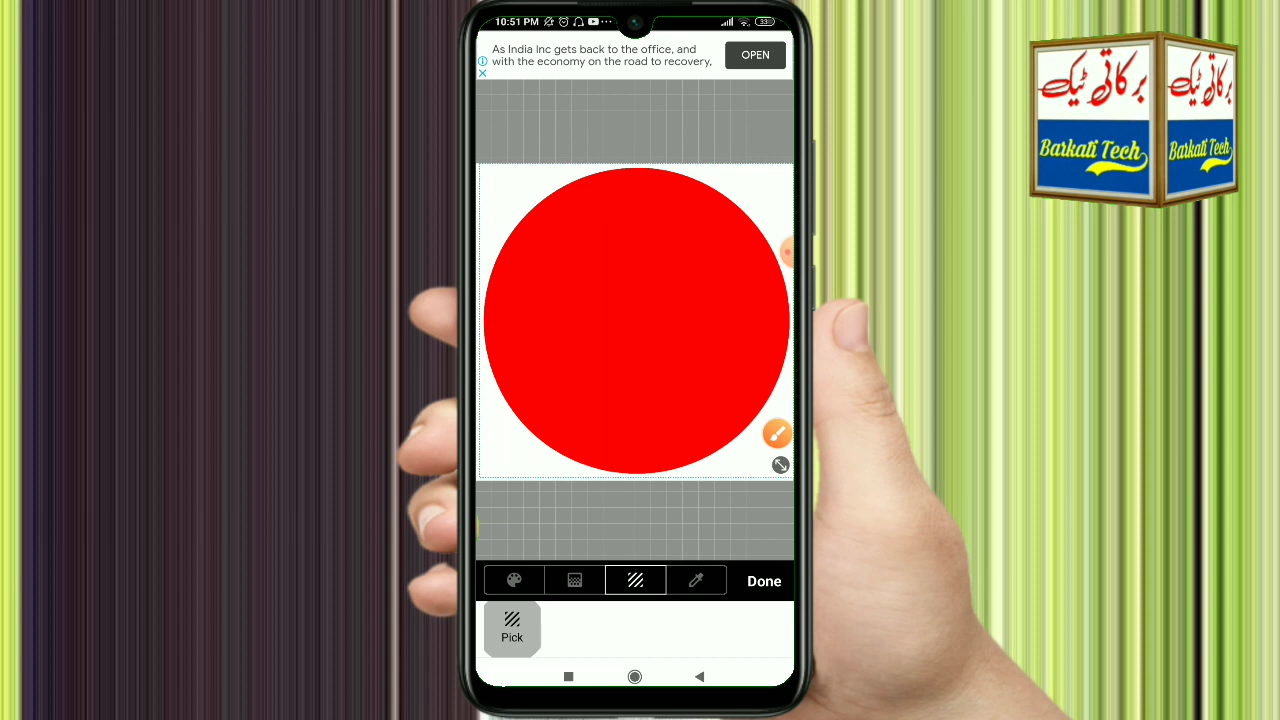 10:51 PM
33
As India Inc gets back to the office, and
with the economy on the road to recovery,
OPEN
Done
Pick
برکاتی ٹیک
Barkati Tech
برکاتی ٹیک
Barkati Tech